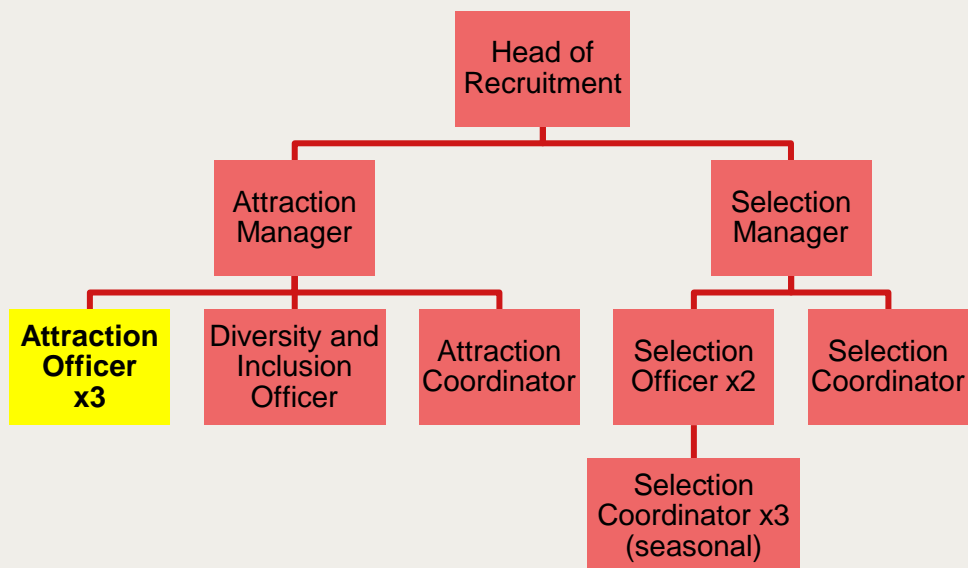 Head of
Recruitment
Attraction
Manager
Selection
Manager
Attraction
Officer
x3
Diversity and
Inclusion
Officer
Attraction
Coordinator
Selection
Officer x2
Selection
Coordinator
Selection
Coordinator x3
(seasonal)